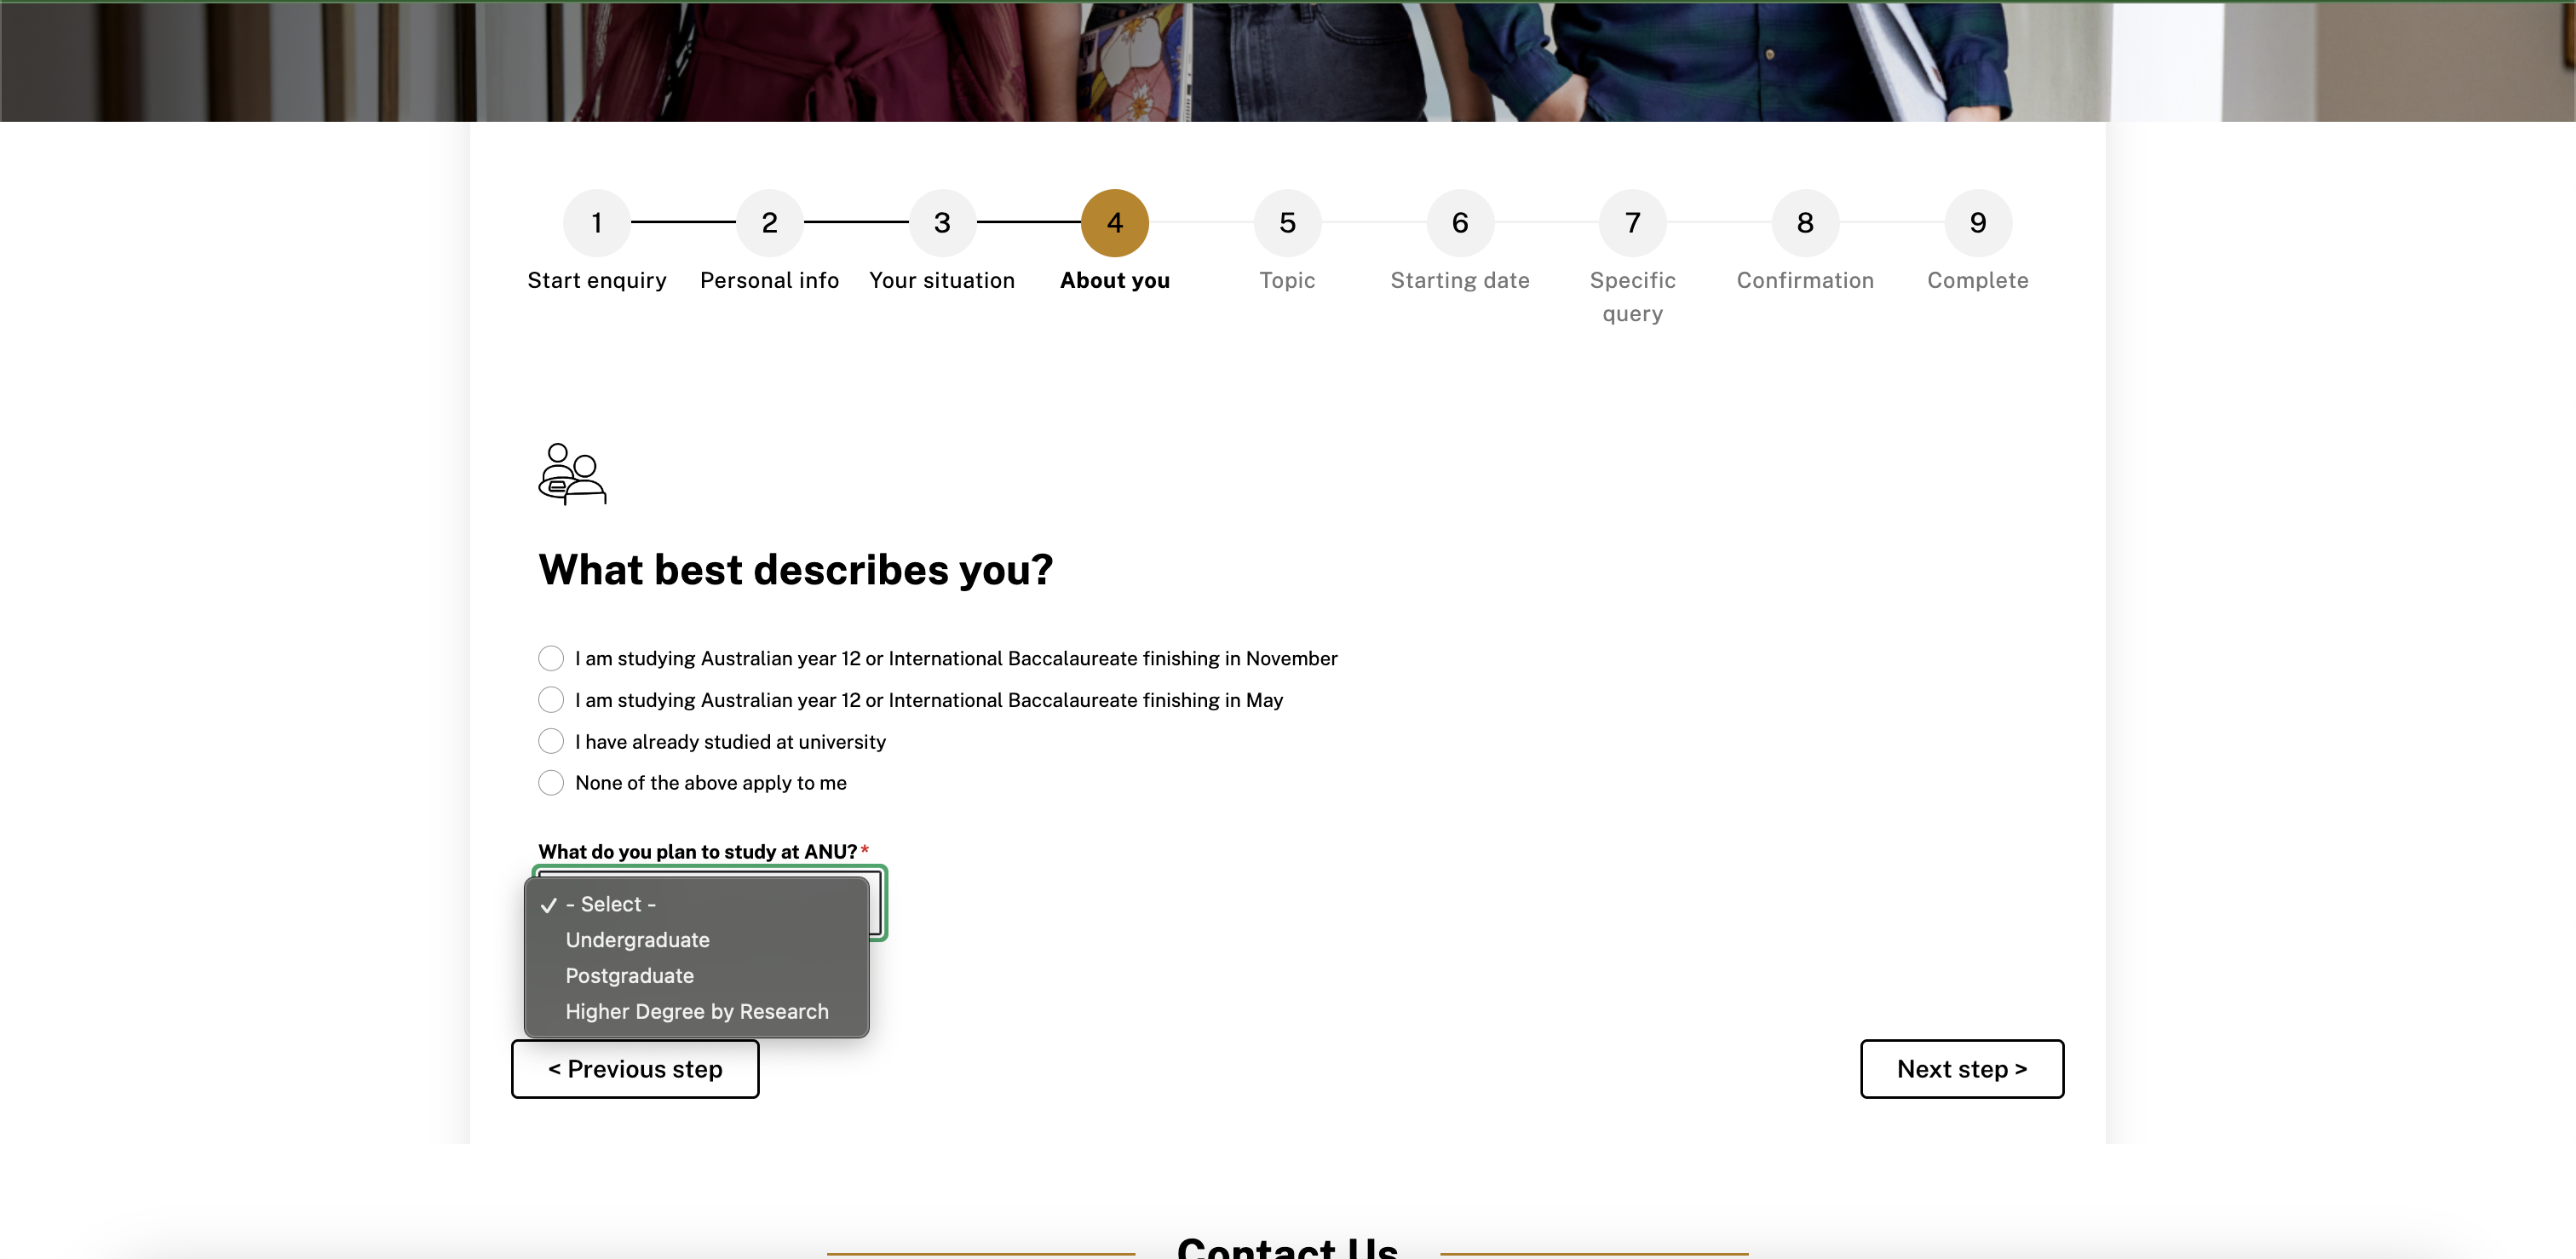 1
2
3
4
5
6
7
8
9
Start enquiry
Personal info
Your situation
About you
Topic
Starting date
Specific
query
Confirmation
Complete
What best describes you?
I am studying Australian year 12 or International Baccalaureate finishing in November
I am studying Australian year 12 or International Baccalaureate finishing in May
I have already studied at university
None of the above apply to me
What do you plan to study at ANU?*
✓ - Select -
Undergraduate
Postgraduate
Higher Degree by Research
< Previous step
Next step >
Contact Us